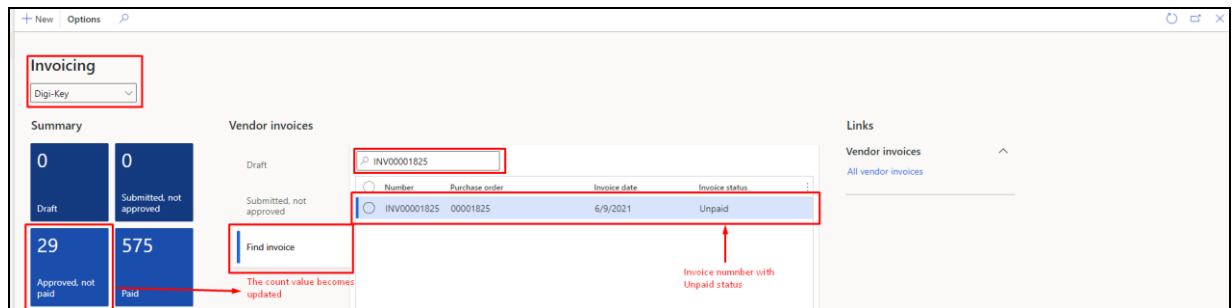 New Options
Invoicing
Digi-Key
Summary
0
Draft
0
Submitted, not
approved
29
Approved, not
paid
575
Paid
Vendor invoices
Draft
Submitted, not
approved
Find invoice
The count value becomes
updated
INV00001825
Number Purchase order Invoice date Invoice status
INV00001825 00001825 6/9/2021 Unpaid
Invoice numnber with
Unpaid status
Links
Vendor invoices
All vendor invoices